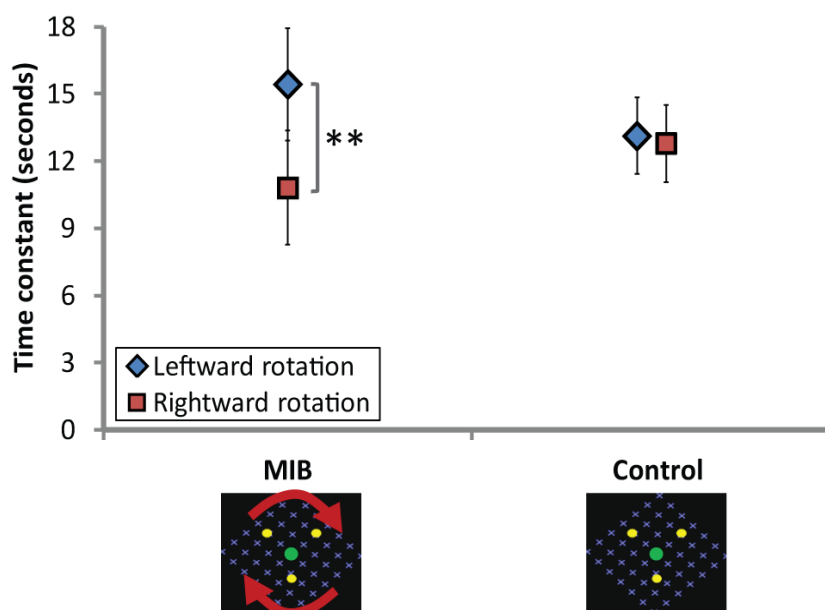 18
15
12
9
6
3
0
Time constant (seconds)
**
Leftward rotation
Rightward rotation
MIB
Control